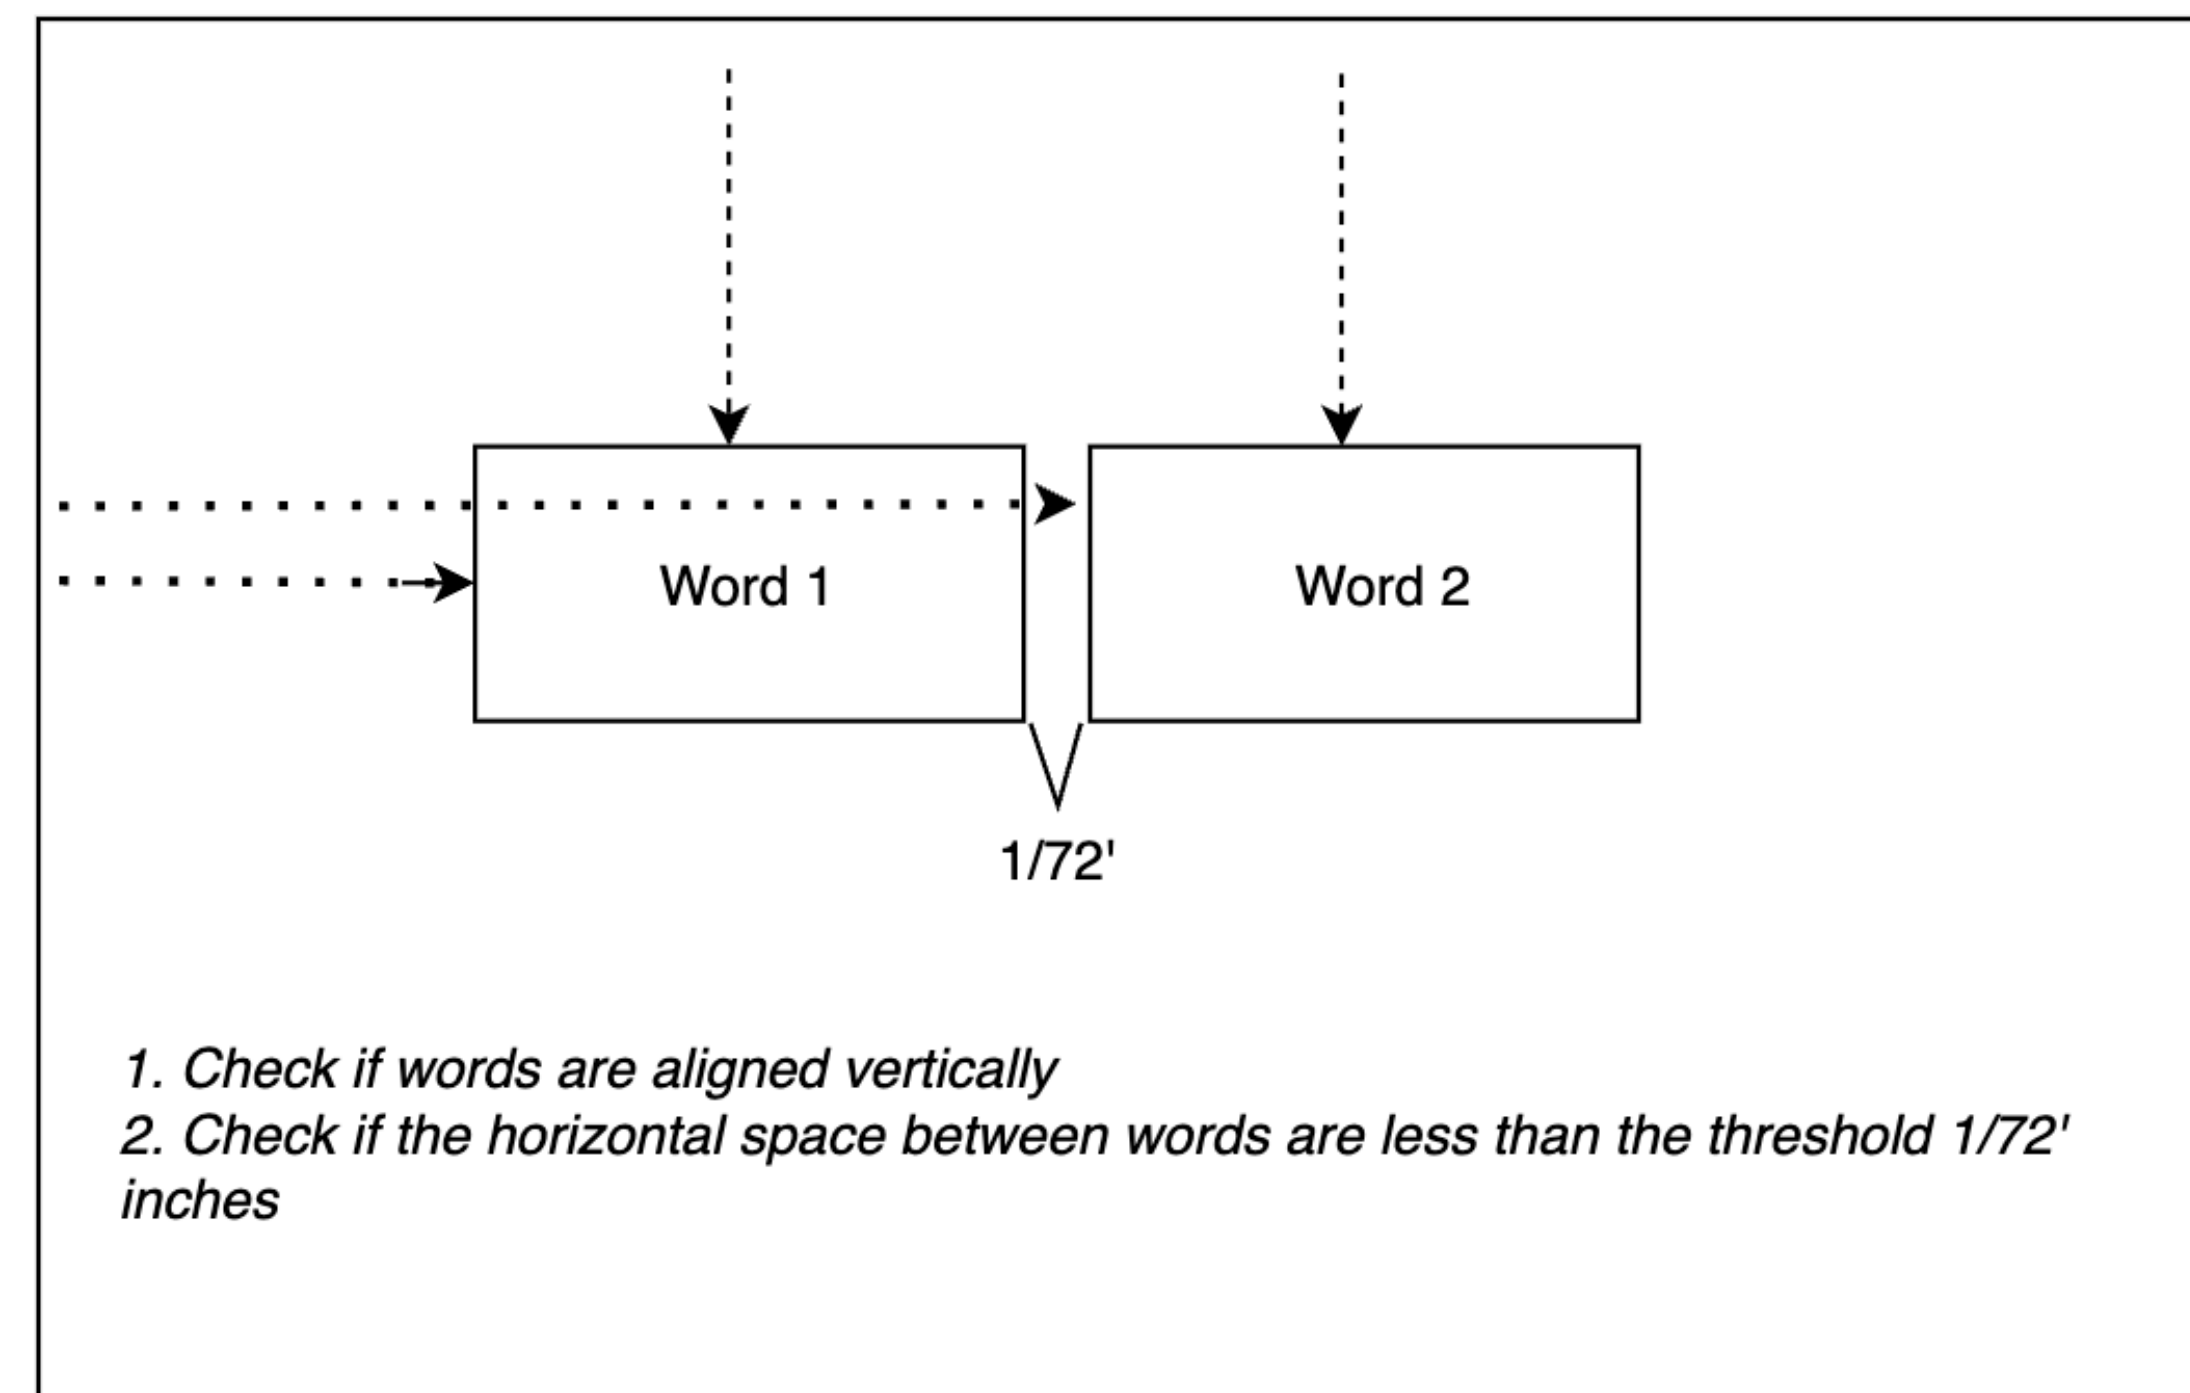 Word 1
Word 2
1/72'
1. Check if words are aligned vertically
2. Check if the horizontal space between words are less than the threshold 1/72'
inches